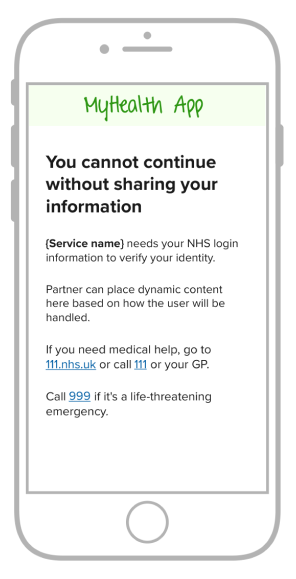 MyHealth App
You cannot continue
without sharing your
information
{Service name} needs your NHS login
information to verify your identity.
Partner can place dynamic content
here based on how the user will be
handled.
If you need medical help, go to
111.nhs.uk or call 111 or your GP.
Call 999 if it's a life-threatening
emergency.